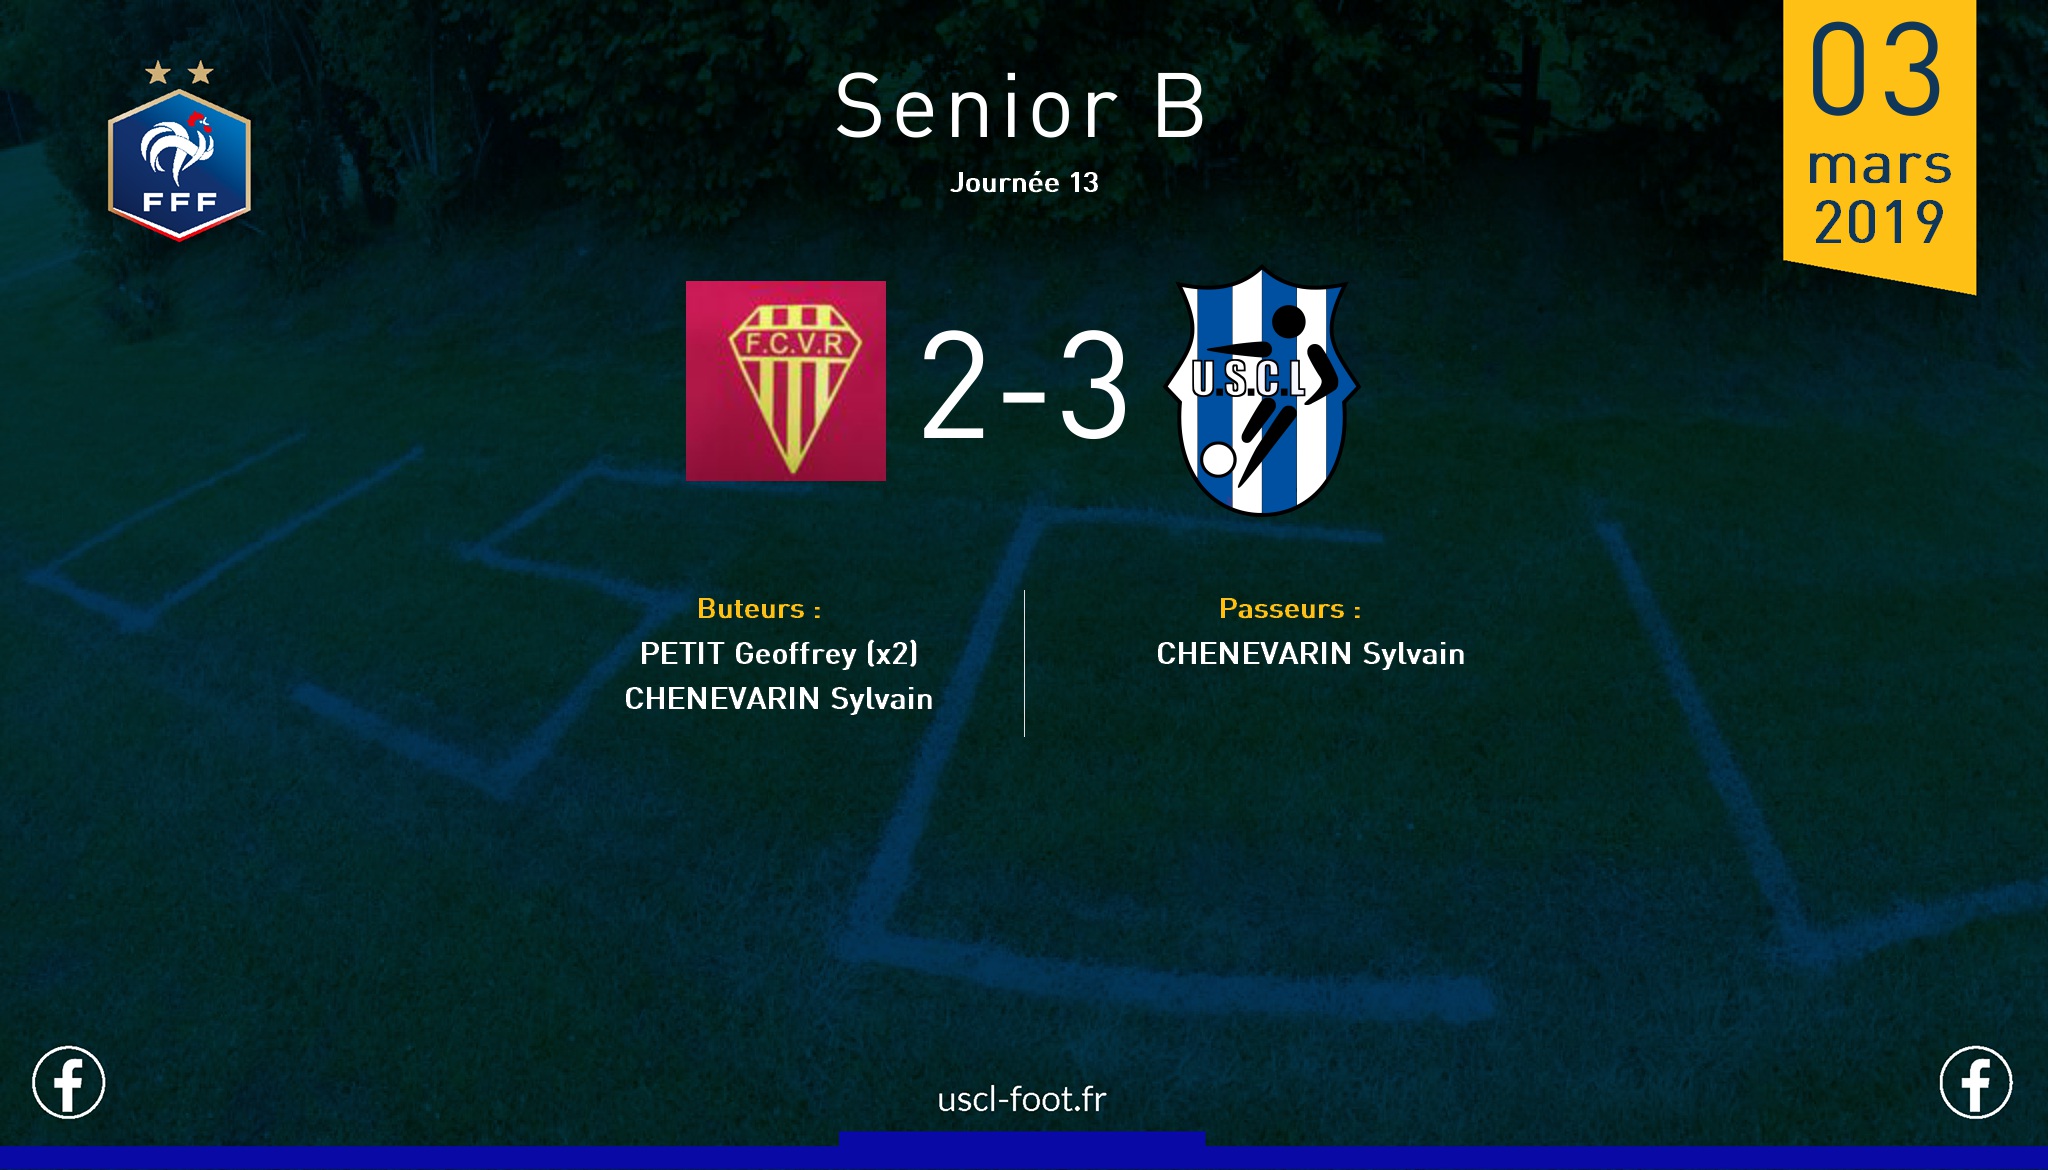 Senior B
Journée 13
03
mars
2019
FFF
F.C.V.R
2-3
U.S.C.L
Buteurs :
PETIT Geoffrey (x2)
CHENEVARIN Sylvain
Passeurs :
CHENEVARIN Sylvain
USCL
uscl-foot.fr